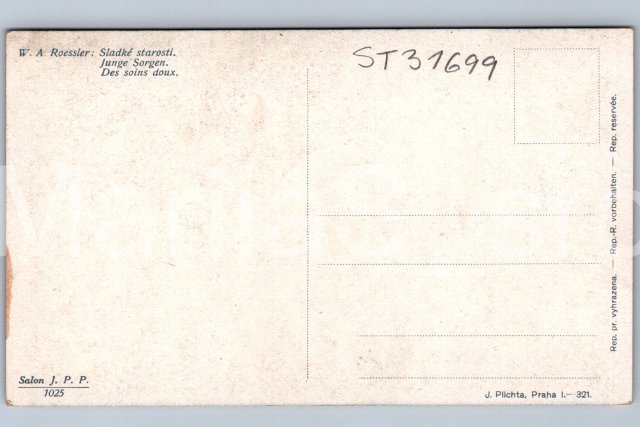 W. A. Roessler: Sladké starosti.
Junge Sorgen.
Des soins doux.
ST31699
Rep. pr. vyhrazena. — Rep.-R. vorbehalten. — Rep. reservée.
Salon J. P. P.
1025
J. Plichta, Praha I.— 321.